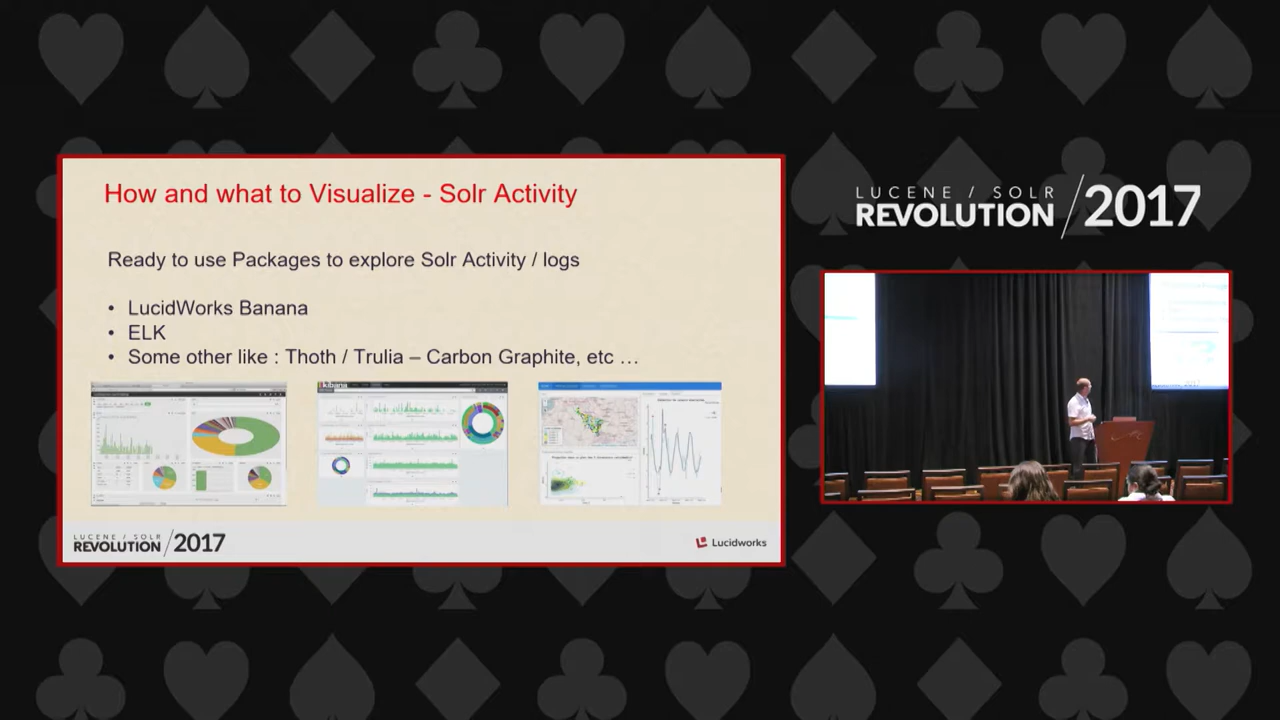 How and what to Visualize - Solr Activity
Ready to use Packages to explore Solr Activity / logs
• LucidWorks Banana
• ELK
• Some other like : Thoth / Trulia – Carbon Graphite, etc …
kibana
LUCENE / SOLR
REVOLUTION / 2017
Lucidworks
LUCENE / SOLR
REVOLUTION / 2017